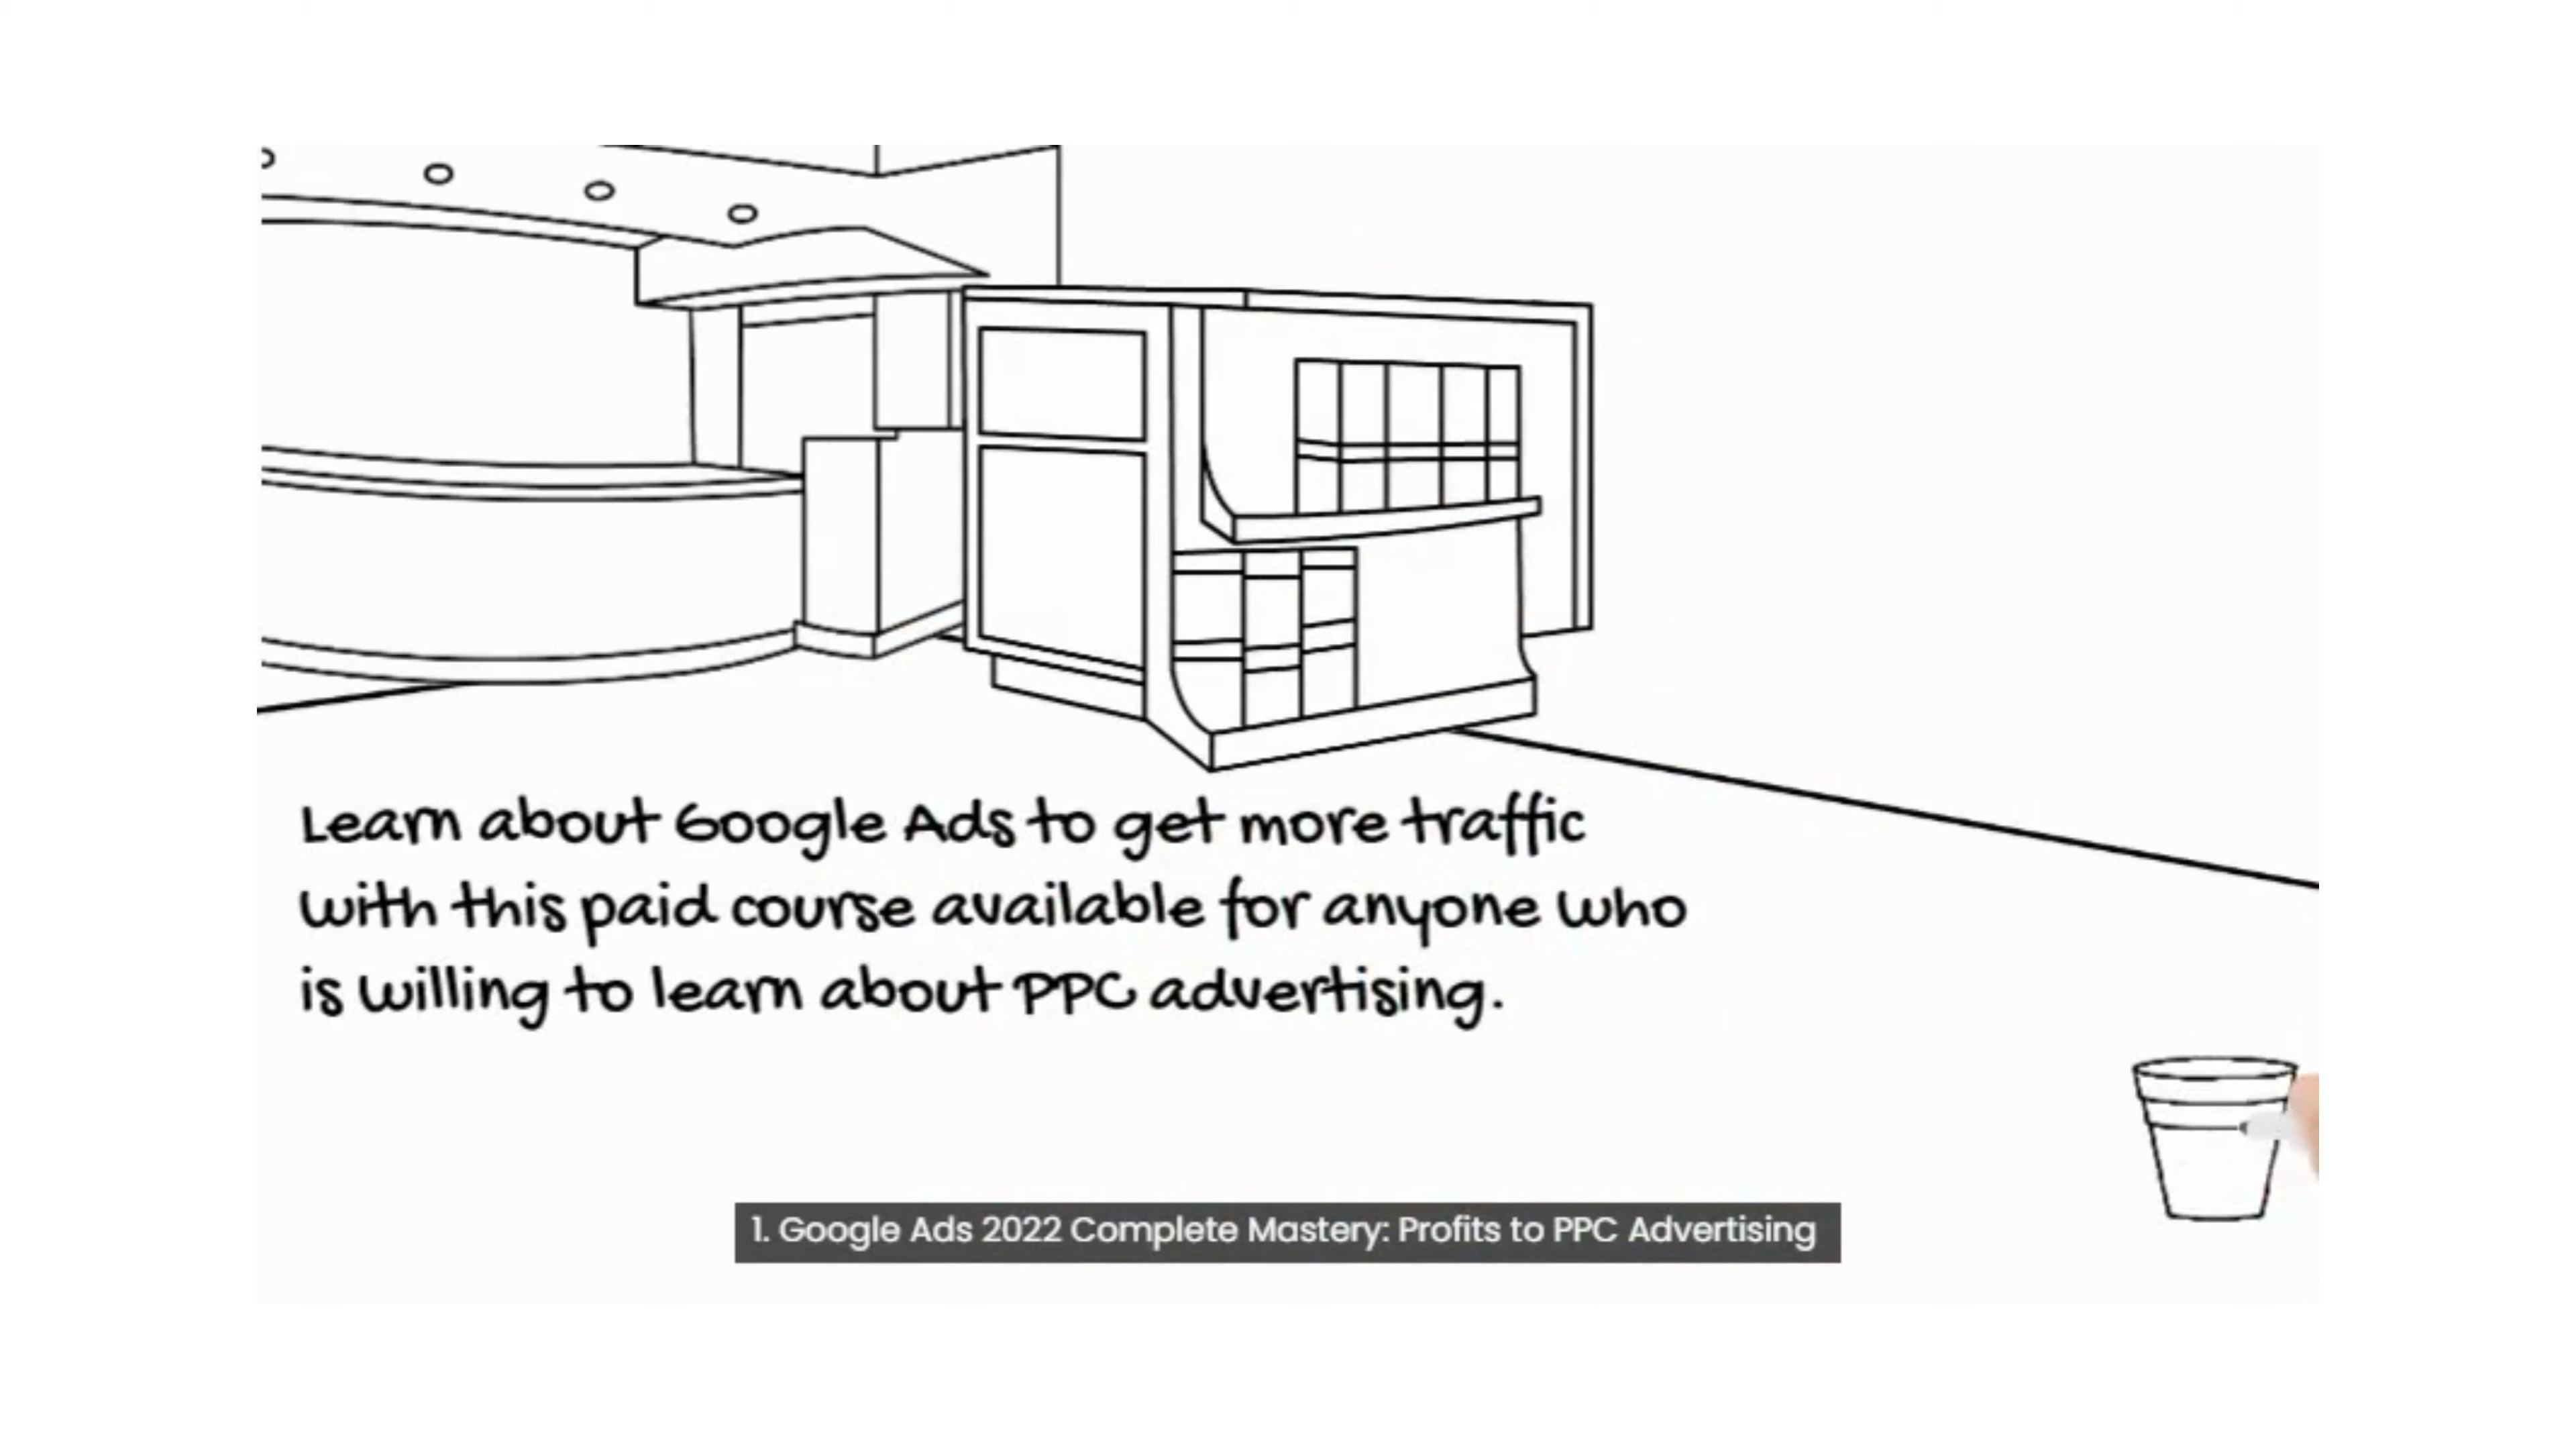 Learn about Google Ads to get more traffic
with this paid course available for anyone who
is willing to learn about PPC advertising.
1. Google Ads 2022 Complete Mastery: Profits to PPC Advertising